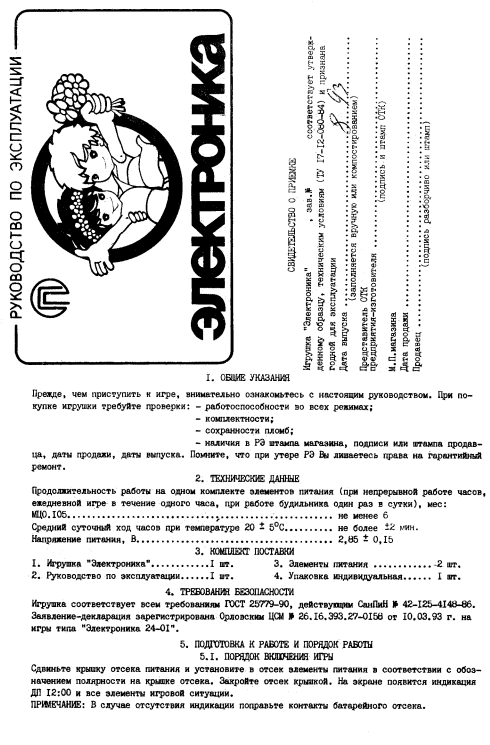 РУКОВОДСТВО ПО ЭКСПЛУАТАЦИИ
ЭЛЕКТРОНИКА
СВИДЕТЕЛЬСТВО О ПРИЕМКЕ
Игрушка "Электроника" , зав.№ соответствует утверж-
денному образцу, техническим условиям (ТУ 17-12-080-84) и признана
годной для эксплуатации
Дата выпуска
(заполняется вручную или компостированием)
Представитель ОТК
предприятия-изготовителя
(подпись и штамп ОТК)
М.П.магазина
Дата продажи
Продавец
(подпись разборчиво или штамп)
I. ОБЩИЕ УКАЗАНИЯ
Прежде, чем приступить к игре, внимательно ознакомьтесь с настоящим руководством. При по-
купке игрушки требуйте проверки: - работоспособности во всех режимах;
- комплектности;
- сохранности пломб;
- наличия в РЭ штампа магазина, подписи или штампа продав-
ца, даты продажи, даты выпуска. Помните, что при утере РЭ Вы лишаетесь права на гарантийный
ремонт.
2. ТЕХНИЧЕСКИЕ ДАННЫЕ
Продолжительность работы на одном комплекте элементов питания (при непрерывной работе часов,
ежедневной игре в течение одного часа, при работе будильника один раз в сутки), мес:
МЦ0.105 не менее 6
Средний суточный ход часов при температуре 20 ± 5°С не более ±2 мин.
Напряжение питания, В 2,85 ± 0,15
3. КОМПЛЕКТ ПОСТАВКИ
I. Игрушка "Электроника" I шт. 3. Элементы питания 2 шт.
2. Руководство по эксплуатации I шт. 4. Упаковка индивидуальная I шт.
4. ТРЕБОВАНИЯ БЕЗОПАСНОСТИ
Игрушка соответствует всем требованиям ГОСТ 25779-90, действующим СанПиН № 42-125-4148-86.
Заявление-декларация зарегистрирована Орловским ЦСМ № 26.16.393.27-0158 от 10.03.93 г. на
игры типа "Электроника 24-01".
5. ПОДГОТОВКА К РАБОТЕ И ПОРЯДОК РАБОТЫ
5.I. ПОРЯДОК ВКЛЮЧЕНИЯ ИГРЫ
Сдвиньте крышку отсека питания и установите в отсек элементы питания в соответствии с обоз-
начением полярности на крышке отсека. Закройте отсек крышкой. На экране появится индикация
ДП 12:00 и все элементы игровой ситуации.
ПРИМЕЧАНИЕ: В случае отсутствия индикации поправьте контакты батарейного отсека.